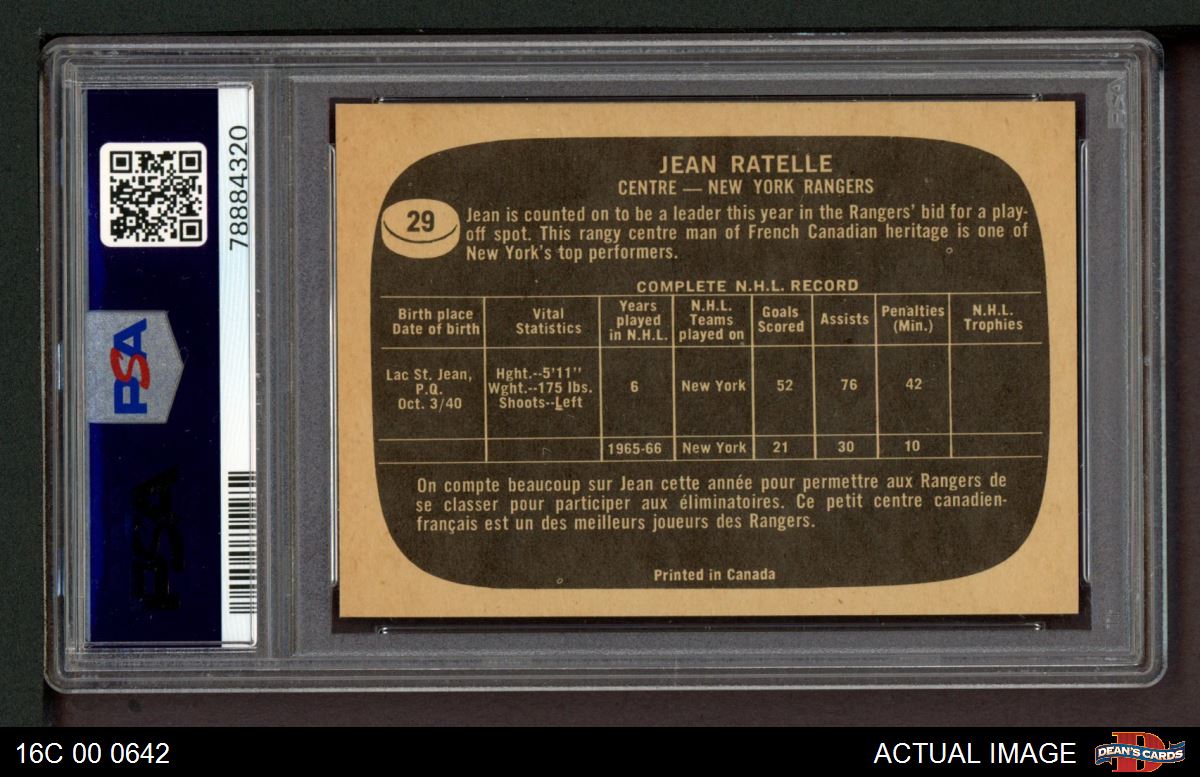 78884320
PSA
PSA
JEAN RATELLE
CENTRE — NEW YORK RANGERS
29
Jean is counted on to be a leader this year in the Rangers' bid for a play-
off spot. This rangy centre man of French Canadian heritage is one of
New York's top performers.
COMPLETE N.H.L. RECORD
Birth place
Date of birth
Vital
Statistics
Years
played
in N.H.L.
N.H.L.
Teams
played on
Goals
Scored
Assists
Penalties
(Min.)
N.H.L.
Trophies
Lac St. Jean,
P.Q.
Oct. 3/40
Hght.--5'11"
Wght.--175 lbs.
Shoots--Left
6
New York
52
76
42
1965-66
New York
21
30
10
On compte beaucoup sur Jean cette année pour permettre aux Rangers de
se classer pour participer aux éliminatoires. Ce petit centre canadien-
français est un des meilleurs joueurs des Rangers.
Printed in Canada
16C 00 0642
ACTUAL IMAGE
DEAN'S CARDS